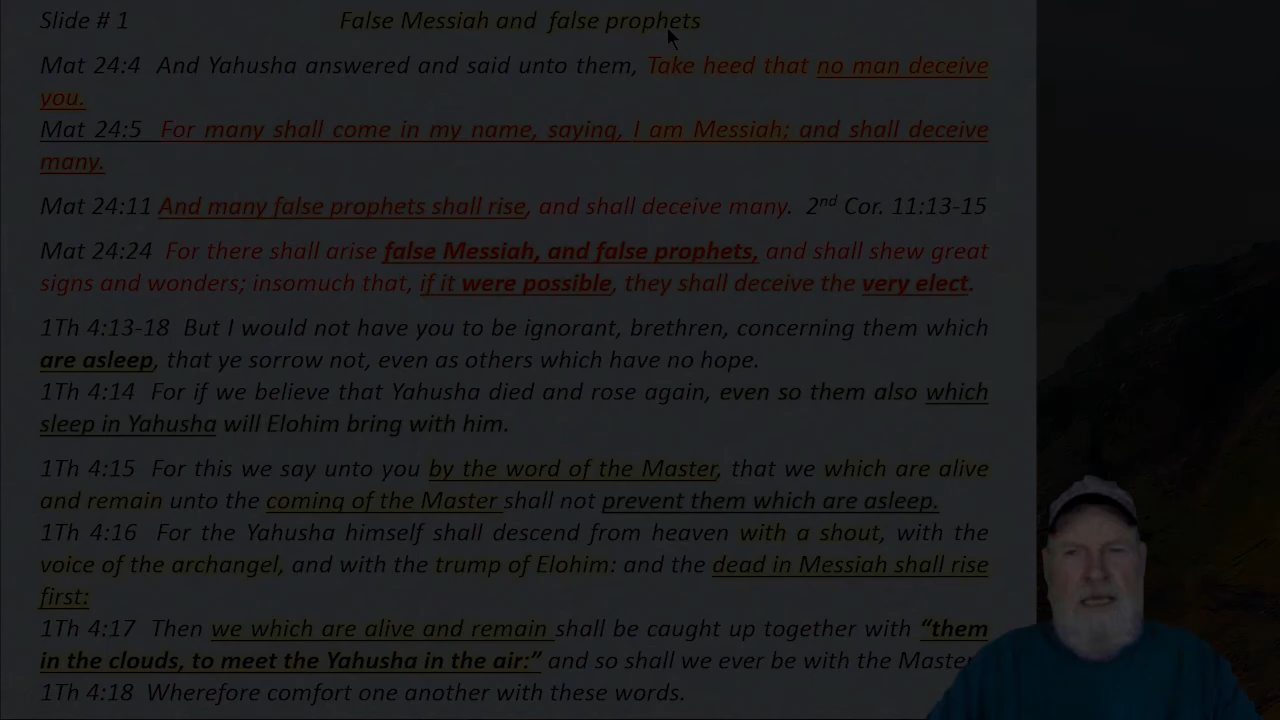 Slide # 1 False Messiah and false prophets
Mat 24:4 And Yahusha answered and said unto them, Take heed that no man deceive
you.
Mat 24:5 For many shall come in my name, saying, I am Messiah; and shall deceive
many.
Mat 24:11 And many false prophets shall rise, and shall deceive many. 2nd Cor. 11:13-15
Mat 24:24 For there shall arise false Messiah, and false prophets, and shall shew great
signs and wonders; insomuch that, if it were possible, they shall deceive the very elect.
1Th 4:13-18 But I would not have you to be ignorant, brethren, concerning them which
are asleep, that ye sorrow not, even as others which have no hope.
1Th 4:14 For if we believe that Yahusha died and rose again, even so them also which
sleep in Yahusha will Elohim bring with him.
1Th 4:15 For this we say unto you by the word of the Master, that we which are alive
and remain unto the coming of the Master shall not prevent them which are asleep.
1Th 4:16 For the Yahusha himself shall descend from heaven with a shout, with the
voice of the archangel, and with the trump of Elohim: and the dead in Messiah shall rise
first:
1Th 4:17 Then we which are alive and remain shall be caught up together with “them
in the clouds, to meet the Yahusha in the air:” and so shall we ever be with the Master
1Th 4:18 Wherefore comfort one another with these words.